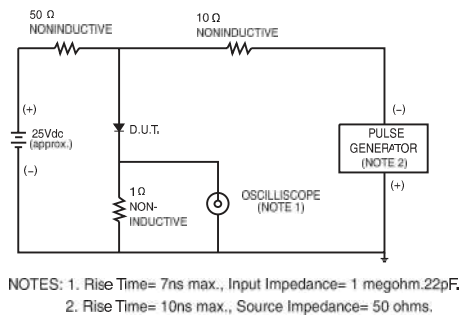 50 Ω
NONINDUCTIVE
10 Ω
NONINDUCTIVE
(+)
25Vdc
(approx.)
(−)
D.U.T.
1Ω
NON-
INDUCTIVE
OSCILLISCOPE
(NOTE 1)
(−)
PULSE
GENERATOR
(NOTE 2)
(+)
NOTES: 1. Rise Time= 7ns max., Input Impedance= 1 megohm.22pF.
2. Rise Time= 10ns max., Source Impedance= 50 ohms.